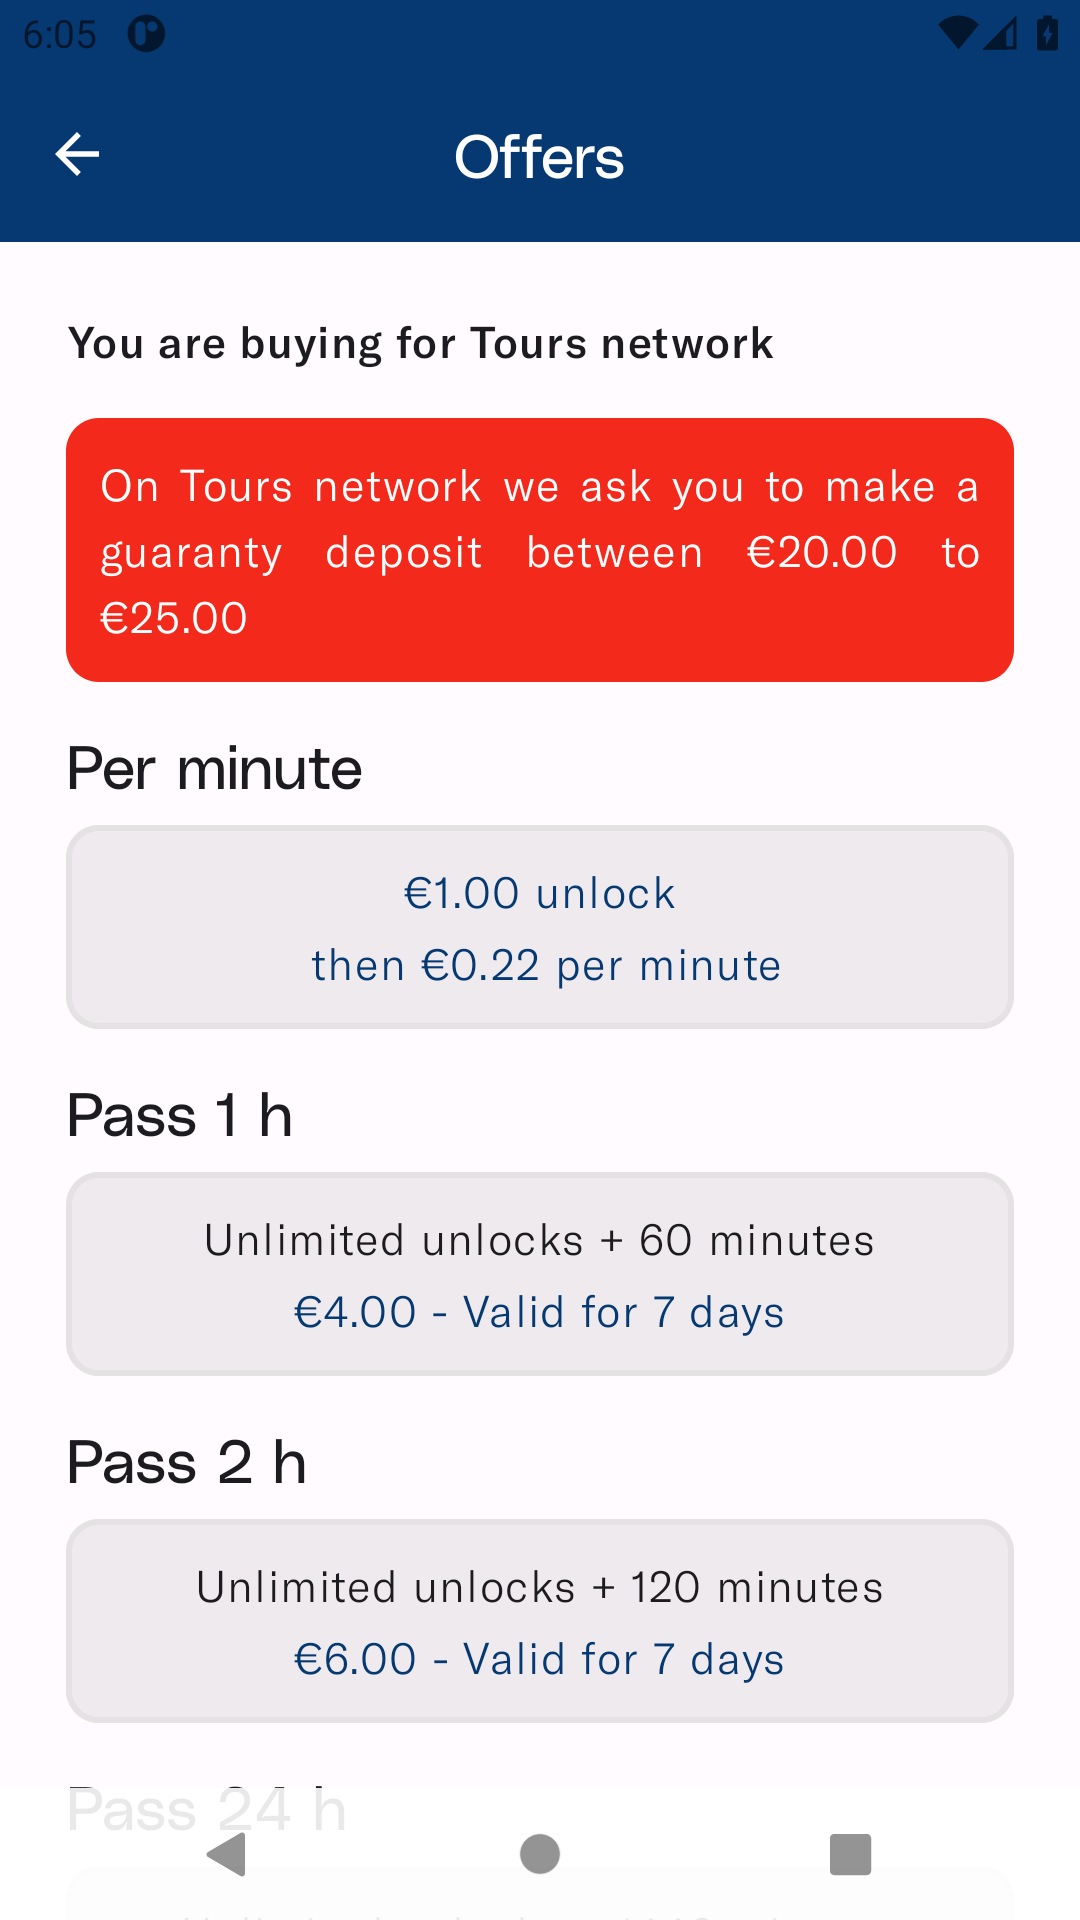 6:05
Offers
You are buying for Tours network
On Tours network we ask you to make a
guaranty deposit between €20.00 to
€25.00
Per minute
€1.00 unlock
then €0.22 per minute
Pass 1 h
Unlimited unlocks + 60 minutes
€4.00 - Valid for 7 days
Pass 2 h
Unlimited unlocks + 120 minutes
€6.00 - Valid for 7 days
Pass 24 h